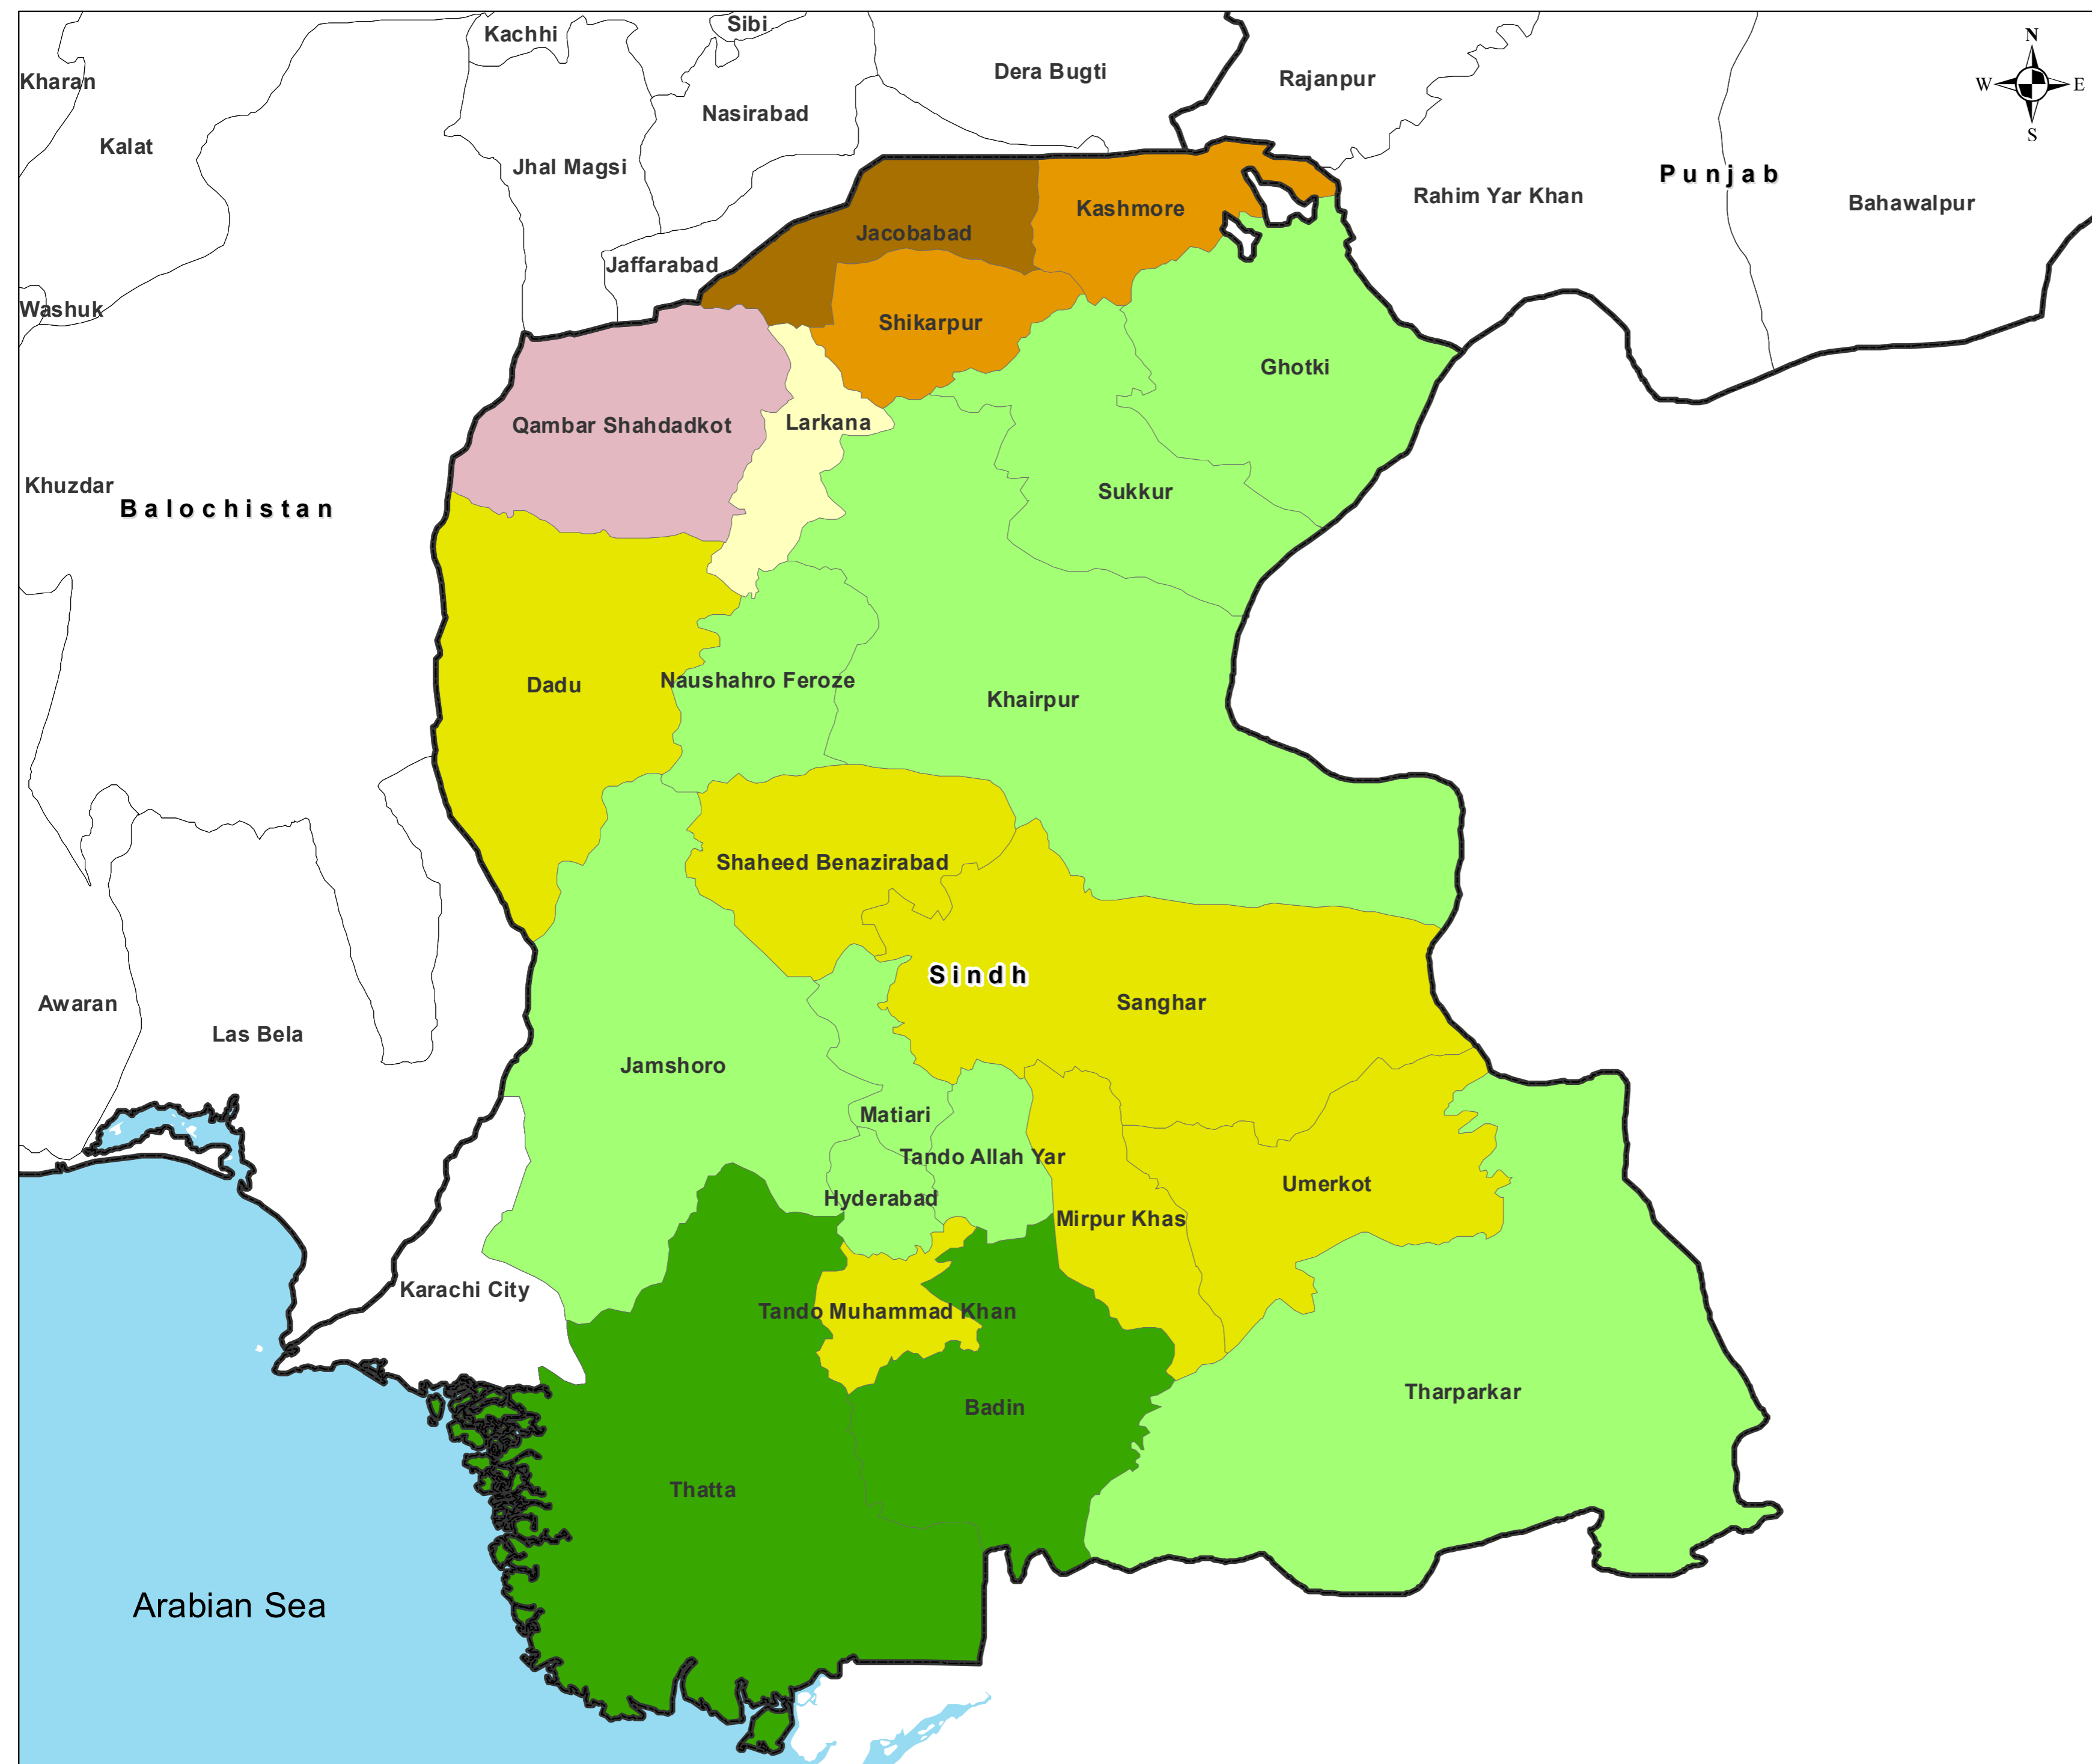 Kachhi
Sibi
N
Kharan
Dera Bugti
Rajanpur
W
E
S
Kalat
Nasirabad
Jhal Magsi
Punjab
Rahim Yar Khan
Bahawalpur
Kashmore
Jacobabad
Jaffarabad
Washuk
Shikarpur
Ghotki
Qambar Shahdadkot
Larkana
Khuzdar
Balochistan
Sukkur
Dadu
Naushahro Feroze
Khairpur
Shaheed Benazirabad
Sindh
Sanghar
Awaran
Las Bela
Jamshoro
Matiari
Tando Allah Yar
Umerkot
Hyderabad
Mirpur Khas
Karachi City
Tando Muhammad Khan
Tharparkar
Badin
Thatta
Arabian Sea